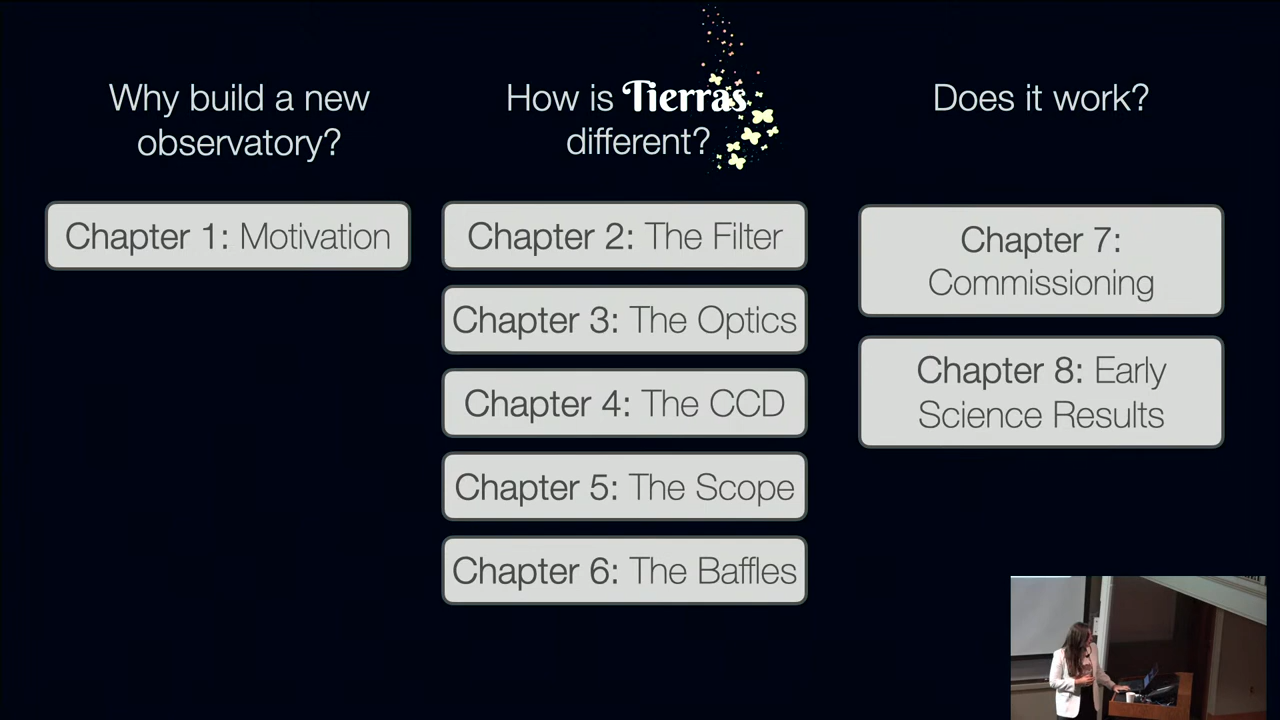 Why build a new
observatory?
Chapter 1: Motivation
How is Tierras
different?
Chapter 2: The Filter
Chapter 3: The Optics
Chapter 4: The CCD
Chapter 5: The Scope
Chapter 6: The Baffles
Does it work?
Chapter 7:
Commissioning
Chapter 8: Early
Science Results